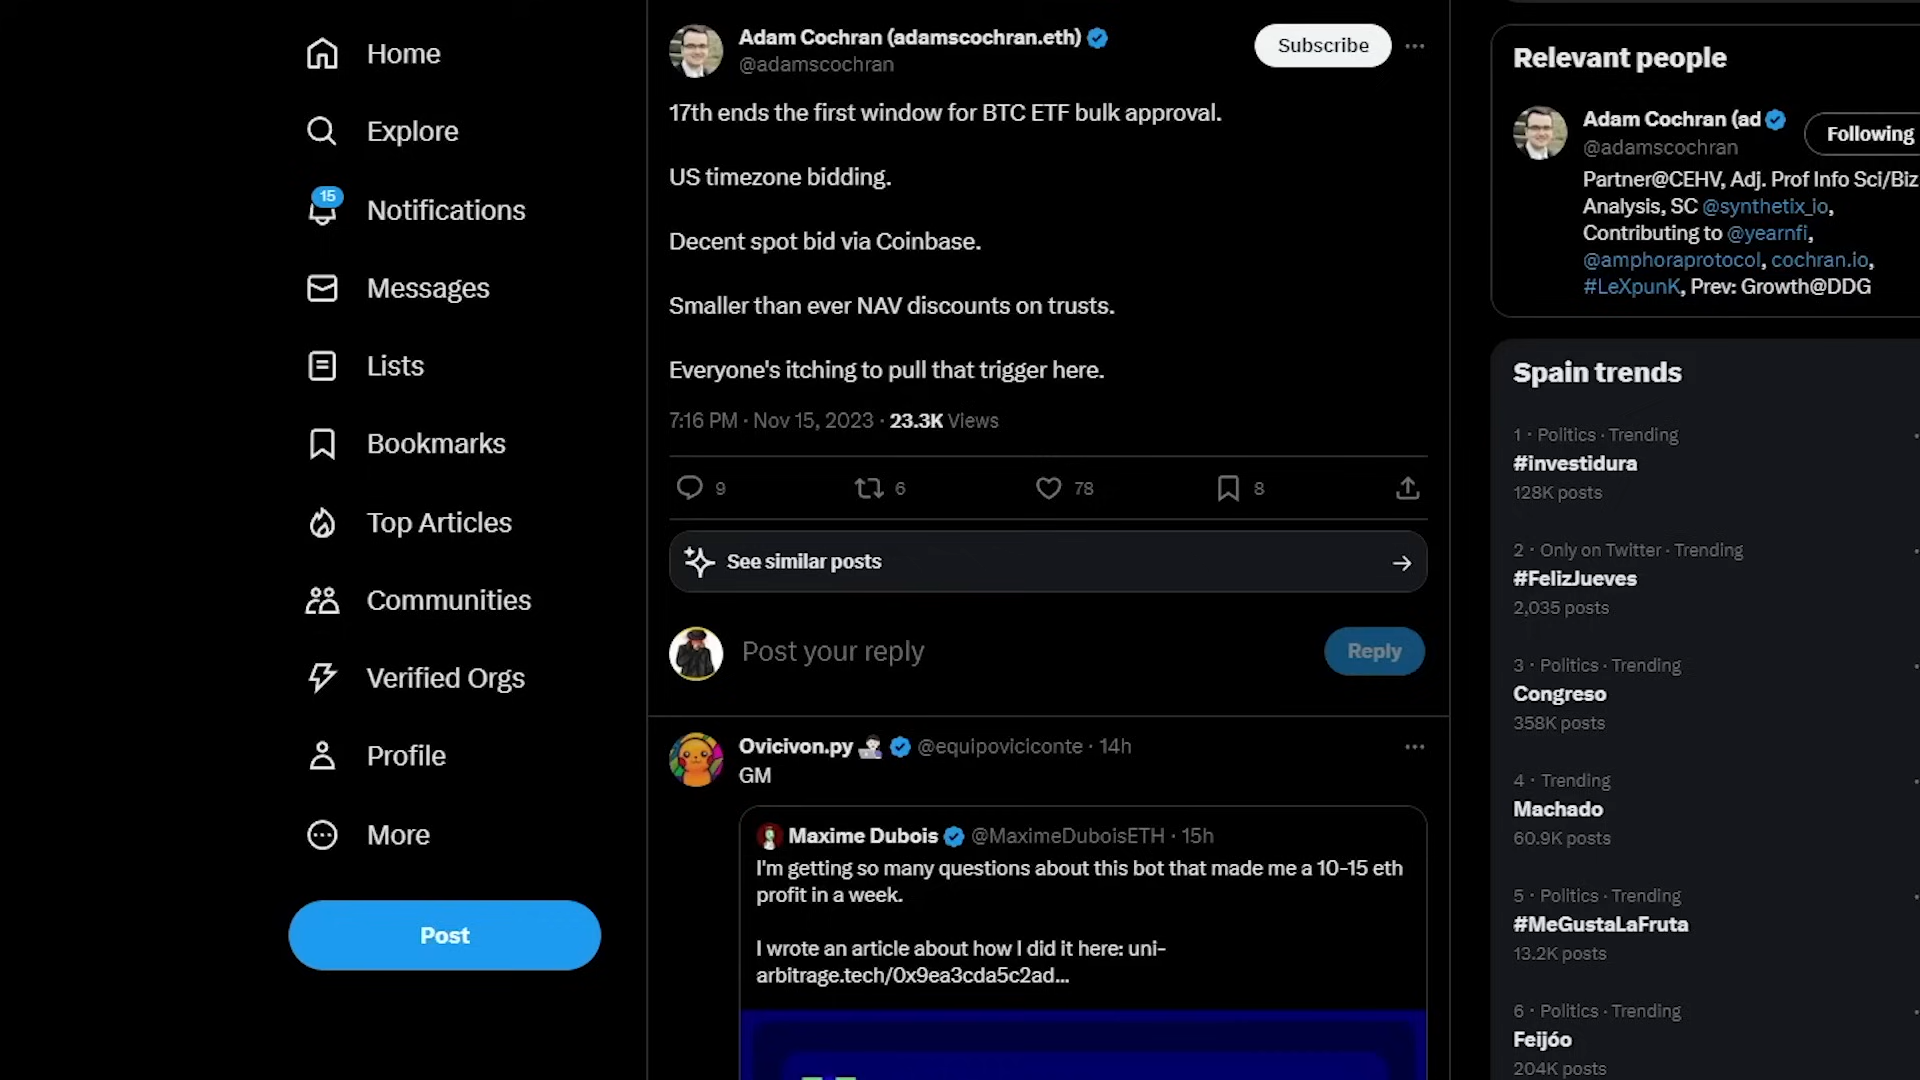 Home
Explore
15
Notifications
Messages
Lists
Bookmarks
Top Articles
Communities
Verified Orgs
Profile
More
Post
Adam Cochran (adamscochran.eth)
@adamscochran
Subscribe
17th ends the first window for BTC ETF bulk approval.
US timezone bidding.
Decent spot bid via Coinbase.
Smaller than ever NAV discounts on trusts.
Everyone's itching to pull that trigger here.
7:16 PM · Nov 15, 2023 · 23.3K Views
9 6 78 8
See similar posts
Post your reply
Reply
Ovicivon.py @equipoviciconte · 14h
GM
Maxime Dubois @MaximeDuboisETH · 15h
I'm getting so many questions about this bot that made me a 10-15 eth
profit in a week.
I wrote an article about how I did it here: uni-
arbitrage.tech/0x9ea3cda5c2ad...
Relevant people
Adam Cochran (ad
Following
@adamscochran
Partner@CEHV, Adj. Prof Info Sci/Biz
Analysis, SC @synthetix_io,
Contributing to @yearnfi,
@amphoraprotocol, cochran.io,
#LeXpunK, Prev: Growth@DDG
Spain trends
1 · Politics · Trending
#investidura
128K posts
2 · Only on Twitter · Trending
#FelizJueves
2,035 posts
3 · Politics · Trending
Congreso
358K posts
4 · Trending
Machado
60.9K posts
5 · Politics · Trending
#MeGustaLaFruta
13.2K posts
6 · Politics · Trending
Feijóo
204K posts